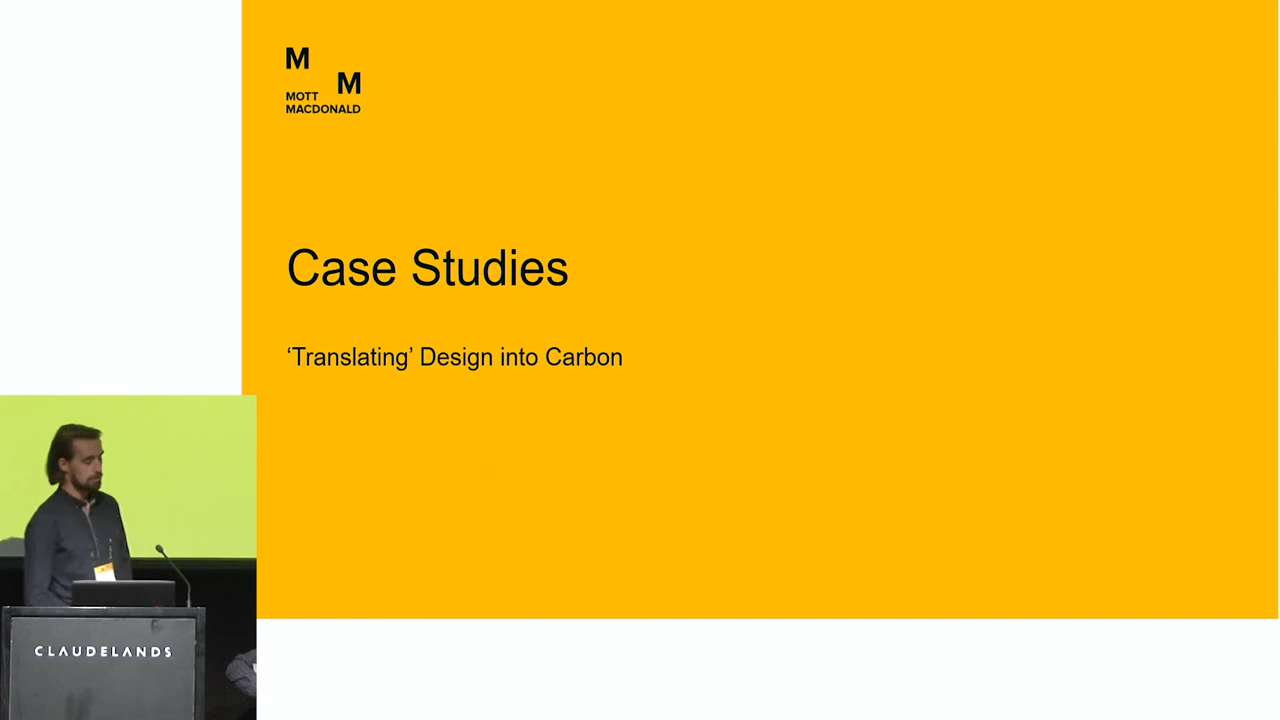 M
M
MOTT
MACDONALD
Case Studies
‘Translating’ Design into Carbon
CLAUDELANDS